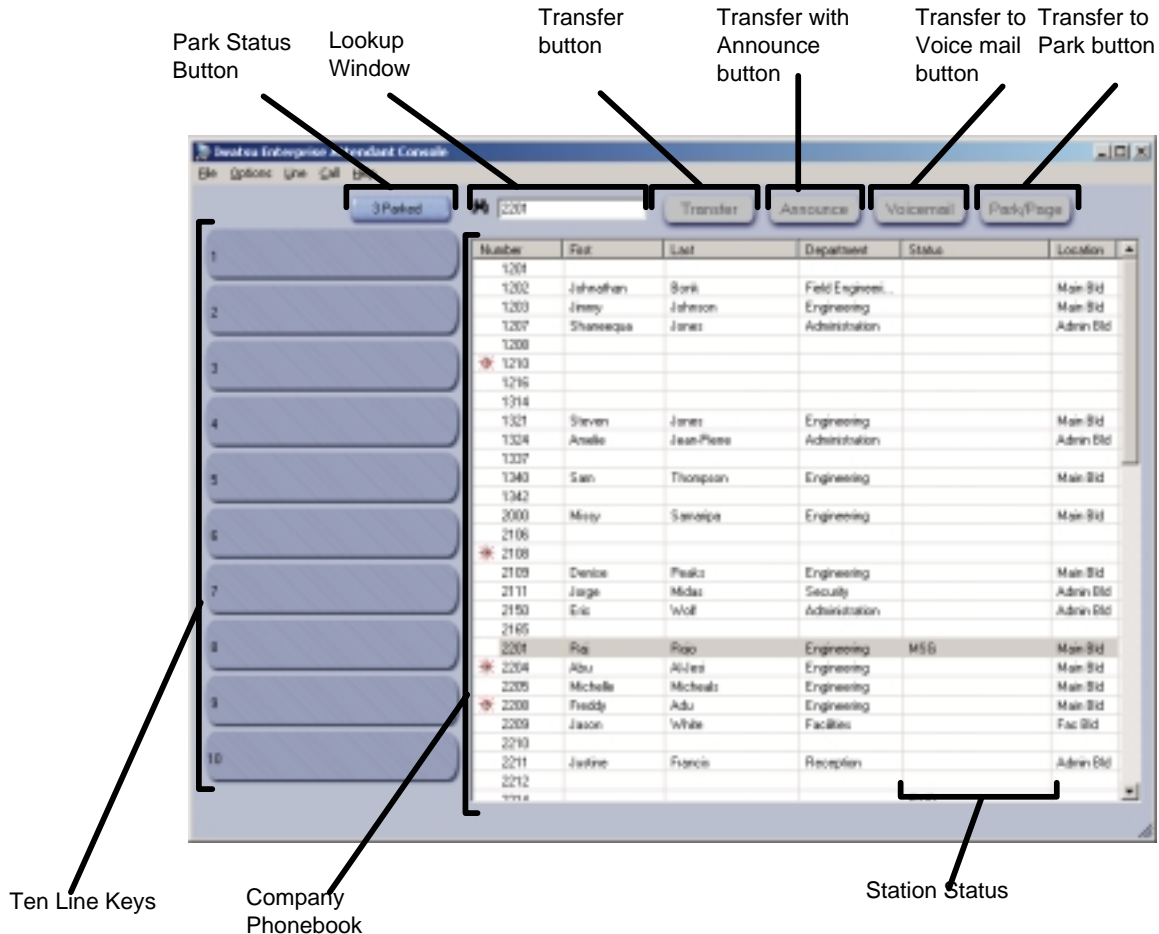 Transfer button
Transfer with Announce button
Transfer to Voice mail button
Transfer to Park button
Park Status Button
Lookup Window
Iwatsu Enterprise Attendant Console
File Options Line Call
3 Parked 2201 Transfer Announce Voicemail Park/Page
Number First Last Department Status Location
1201
1202 Johnathan Bonk Field Engineeri... Main Bld
1203 Jimmy Johnson Engineering Main Bld
1207 Shaneequa Jones Administration Admin Bld
1208
1210
1216
1314
1321 Steven Jones Engineering Main Bld
1324 Amelie Jean-Pierre Administration Admin Bld
1337
1340 Sam Thompson Engineering Main Bld
1342
2000 Missy Samaripa Engineering Main Bld
2106
2108
2109 Denice Peaks Engineering Main Bld
2111 Jorge Midas Security Admin Bld
2150 Eric Wolf Administration Admin Bld
2165
2201 Raj Rajo Engineering MSG Main Bld
2204 Abu Al-Jesi Engineering Main Bld
2205 Michelle Micheals Engineering Main Bld
2208 Freddy Adu Engineering Main Bld
2209 Jason White Facilities Fac Bld
2210
2211 Justine Francis Reception Admin Bld
2212
1
2
3
4
5
6
7
8
9
10
Ten Line Keys
Company Phonebook
Station Status